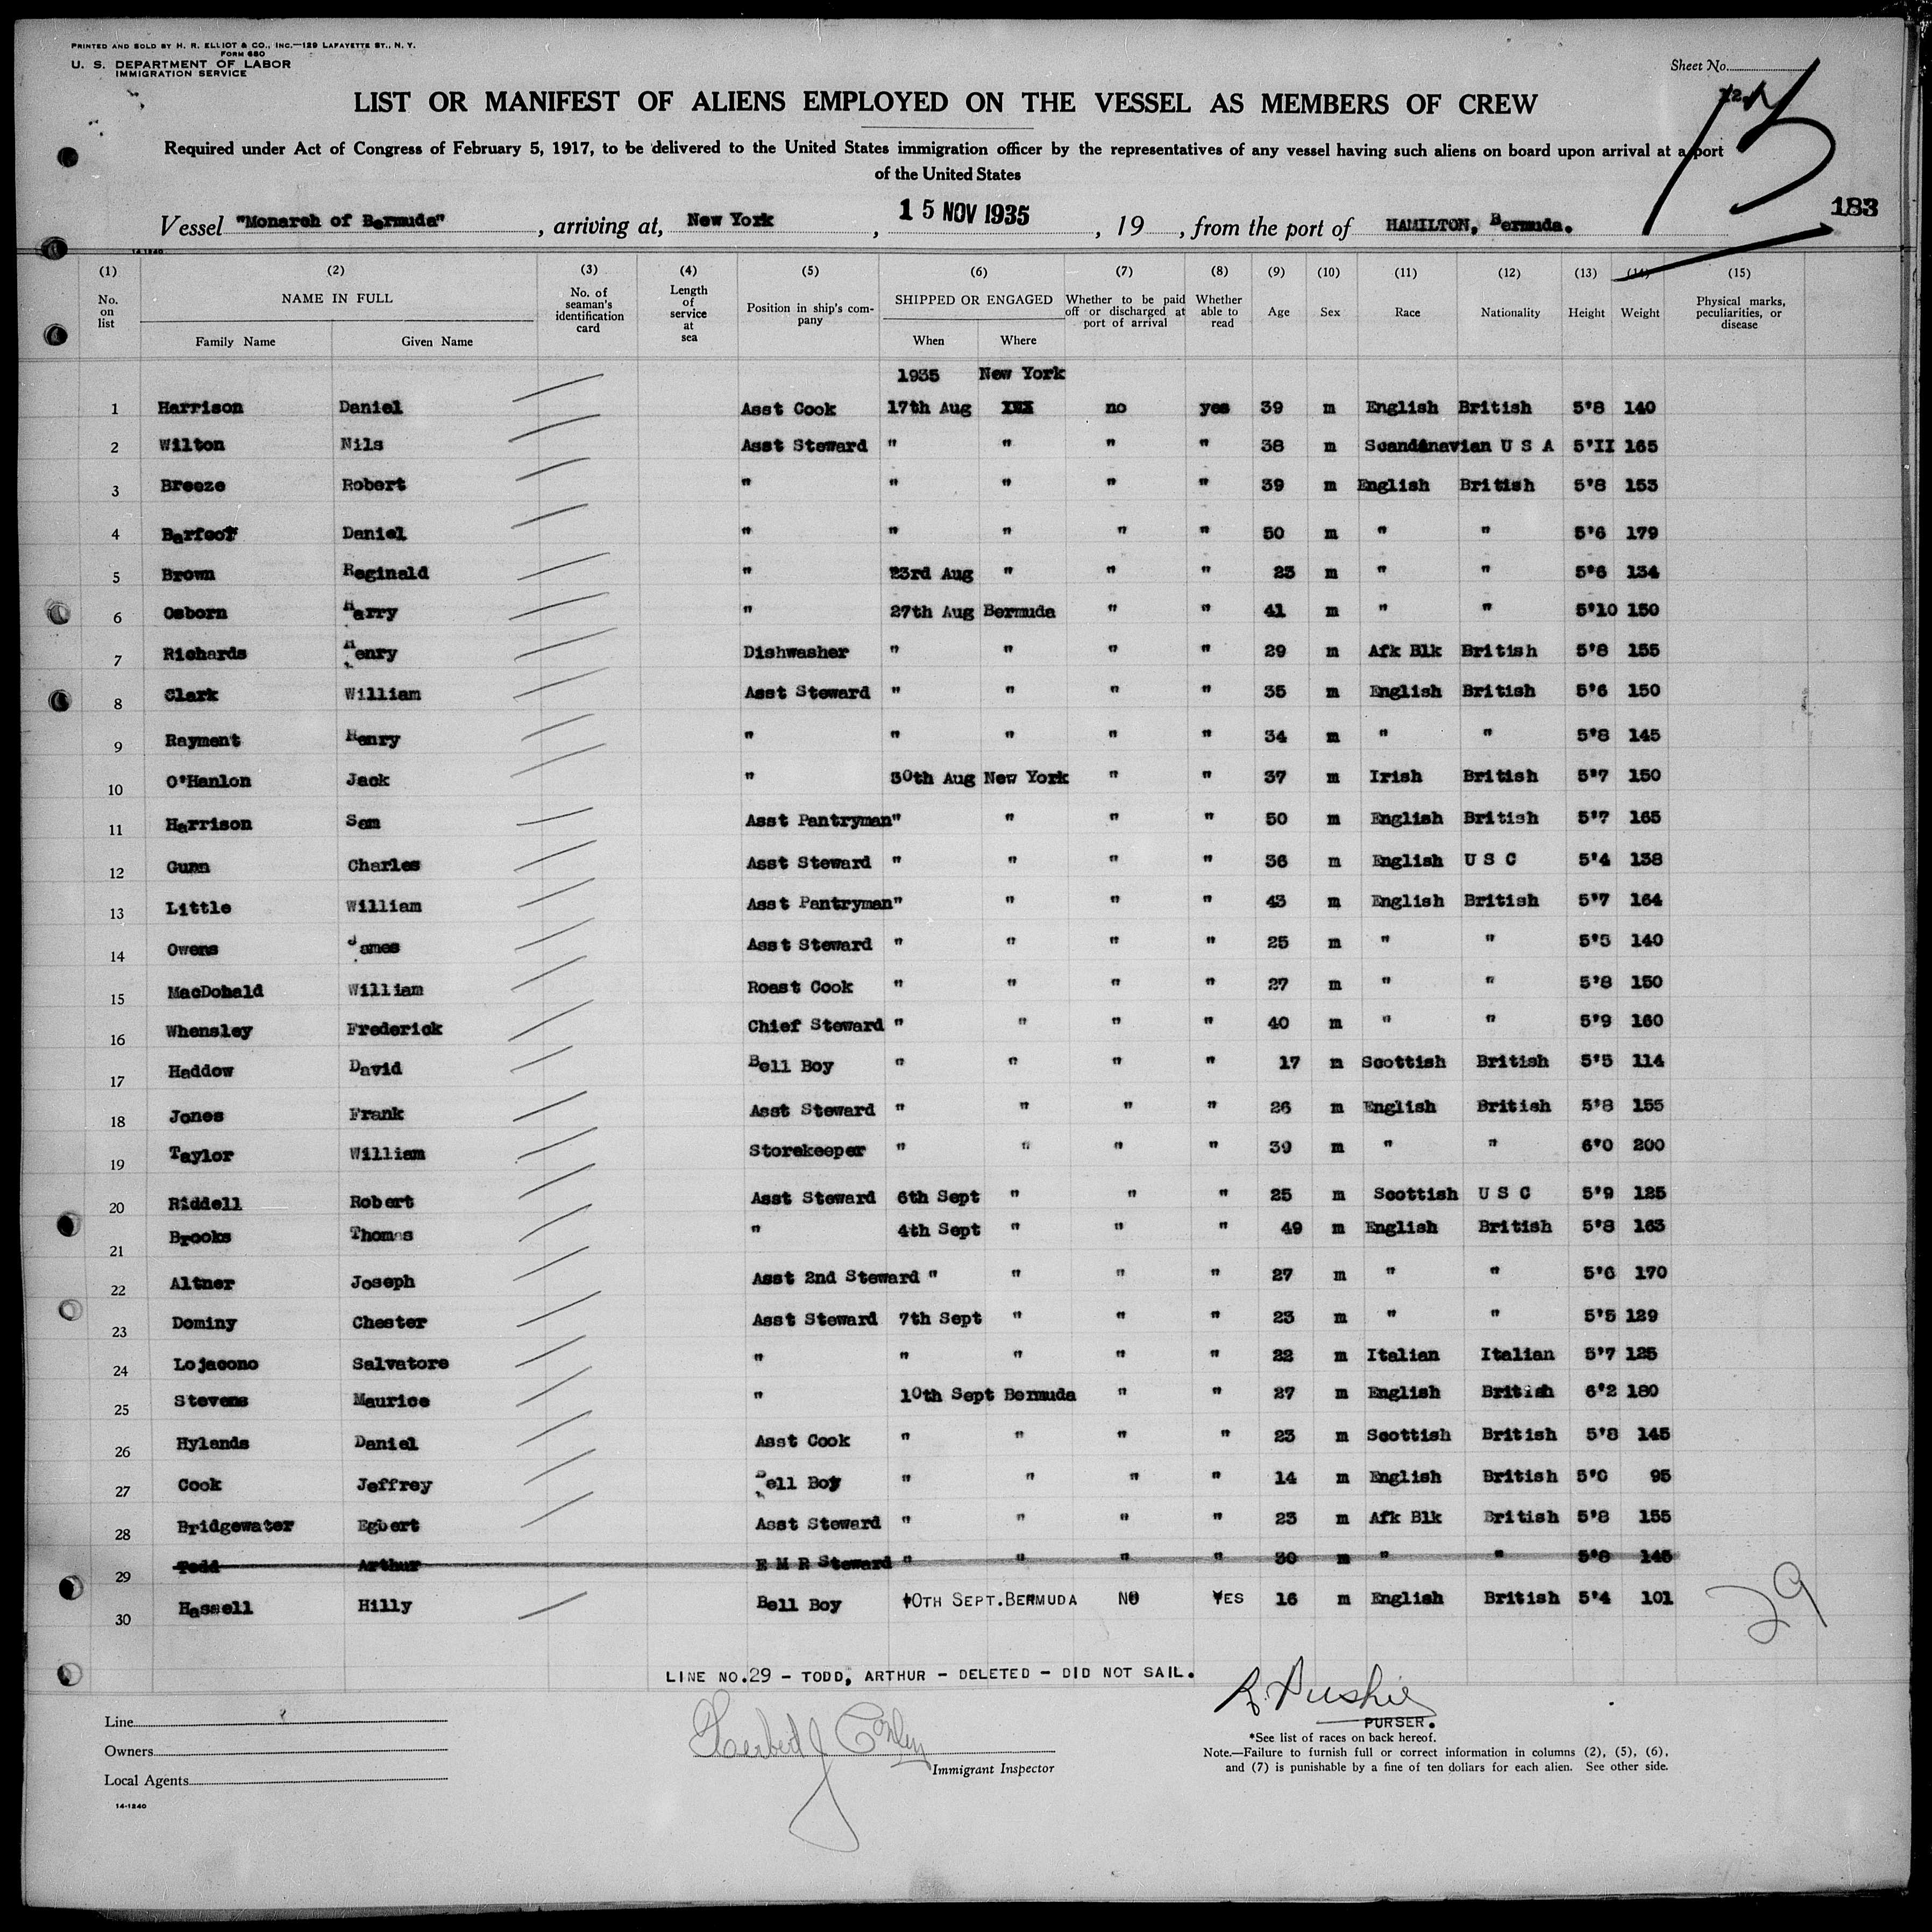 PRINTED AND SOLD BY H. R. ELLIOT & CO., INC.—129 LAFAYETTE ST., N. Y.
FORM 680
U. S. DEPARTMENT OF LABOR
IMMIGRATION SERVICE
Sheet No.
LIST OR MANIFEST OF ALIENS EMPLOYED ON THE VESSEL AS MEMBERS OF CREW
Required under Act of Congress of February 5, 1917, to be delivered to the United States immigration officer by the representatives of any vessel having such aliens on board upon arrival at a port
of the United States
183
Vessel "Monarch of Bermuda", arriving at, New York, 15 NOV 1935, 19, from the port of HAMILTON, Bermuda.
14-1240
(1) (2) (3) (4) (5) (6) (7) (8) (9) (10) (11) (12) (13) (14) (15)
No. on list NAME IN FULL Family Name Given Name No. of seaman's identification card Length of service at sea Position in ship's company SHIPPED OR ENGAGED When Where Whether to be paid off or discharged at port of arrival Whether able to read Age Sex Race Nationality Height Weight Physical marks, peculiarities, or disease
1935 New York
1 Harrison Daniel Asst Cook 17th Aug XXX no yes 39 m English British 5'8 140
2 Wilton Nils Asst Steward " " " " 38 m Scandinavian U S A 5'II 165
3 Breeze Robert " " " " " 39 m English British 5'8 153
4 Barfoot Daniel " " " " " 50 m " " 5'6 179
5 Brown Reginald " 23rd Aug " " " 23 m " " 5'6 134
6 Osborn Harry " 27th Aug Bermuda " " 41 m " " 5'10 150
7 Richards Henry Dishwasher " " " " 29 m Afk Blk British 5'8 155
8 Clark William Asst Steward " " " " 35 m English British 5'6 150
9 Rayment Henry " " " " " 34 m " " 5'8 145
10 O'Hanlon Jack " 30th Aug New York " " 37 m Irish British 5'7 150
11 Harrison Sam Asst Pantryman " " " " 50 m English British 5'7 165
12 Gunn Charles Asst Steward " " " " 36 m English U S C 5'4 138
13 Little William Asst Pantryman " " " " 43 m English British 5'7 164
14 Owens James Asst Steward " " " " 25 m " " 5'5 140
15 MacDonald William Roast Cook " " " " 27 m " " 5'8 150
16 Whensley Frederick Chief Steward " " " " 40 m " " 5'9 160
17 Haddow David Bell Boy " " " " 17 m Scottish British 5'5 114
18 Jones Frank Asst Steward " " " " 26 m English British 5'8 155
19 Taylor William Storekeeper " " " " 39 m " " 6'0 200
20 Riddell Robert Asst Steward 6th Sept " " " 25 m Scottish U S C 5'9 125
21 Brooks Thomas " 4th Sept " " " 49 m English British 5'8 163
22 Altner Joseph Asst 2nd Steward " " " " 27 m " " 5'6 170
23 Dominy Chester Asst Steward 7th Sept " " " 23 m " " 5'5 129
24 Lojacono Salvatore " " " " " 22 m Italian Italian 5'7 125
25 Stevens Maurice " 10th Sept Bermuda " " 27 m English British 6'2 180
26 Hylands Daniel Asst Cook " " " " 23 m Scottish British 5'8 145
27 Cook Jeffrey Bell Boy " " " " 14 m English British 5'0 95
28 Bridgewater Egbert Asst Steward " " " " 23 m Afk Blk British 5'8 155
29 Todd Arthur E M R Steward " " " " 30 m " " 5'8 145
30 Hassell Hilly Bell Boy 10TH SEPT. BERMUDA NO YES 16 m English British 5'4 101
29
LINE NO.29 - TODD, ARTHUR - DELETED - DID NOT SAIL.
PURSER.
Line
Owners
Local Agents
14-1240
Immigrant Inspector
*See list of races on back hereof.
Note.—Failure to furnish full or correct information in columns (2), (5), (6),
and (7) is punishable by a fine of ten dollars for each alien. See other side.